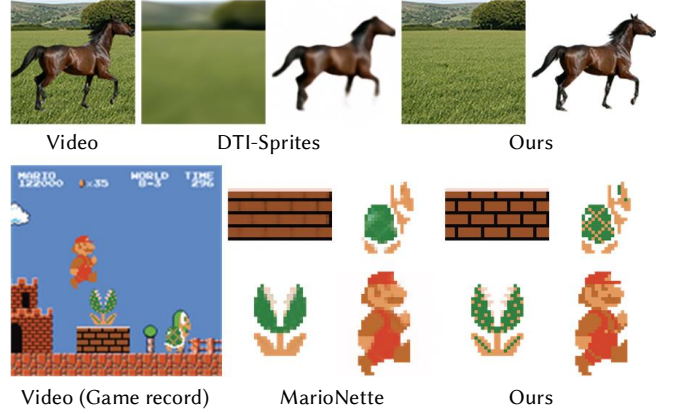 Video
DTI-Sprites
Ours
MARIO WORLD TIME
122000 ×35 8-3 296
Video (Game record)
MarioNette
Ours